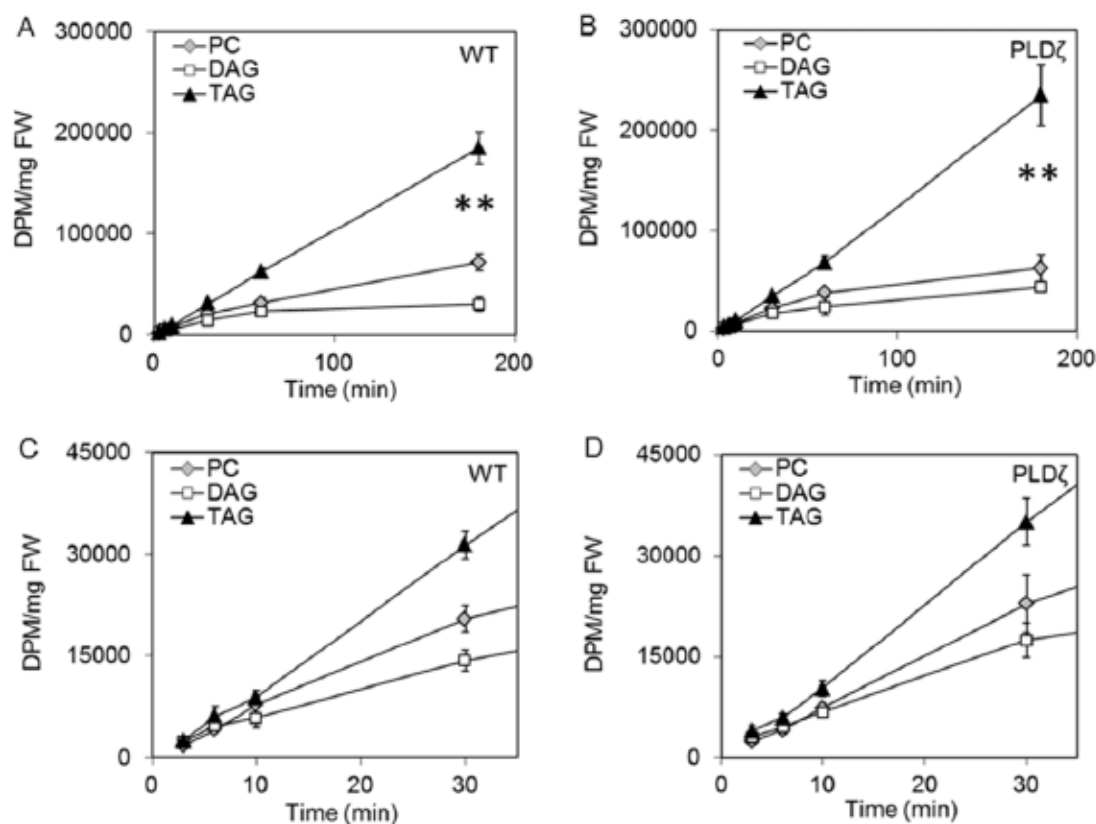 A
300000
200000
100000
0
DPM/mg FW
PC
DAG
TAG
WT
**
0 100 200
Time (min)
B
300000
200000
100000
0
DPM/mg FW
PC
DAG
TAG
PLDζ
**
0 100 200
Time (min)
C
45000
30000
15000
0
DPM/mg FW
PC
DAG
TAG
WT
0 10 20 30
Time (min)
D
45000
30000
15000
0
DPM/mg FW
PC
DAG
TAG
PLDζ
0 10 20 30
Time (min)